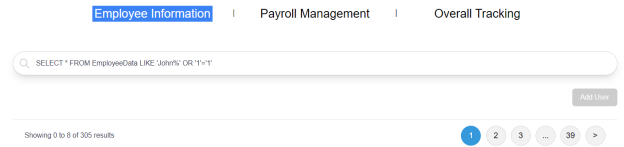 Employee Information | Payroll Management | Overall Tracking
SELECT * FROM EmployeeData LIKE 'John%' OR '1'='1'
Add User
Showing 0 to 8 of 305 results 1 2 3 ... 39 >